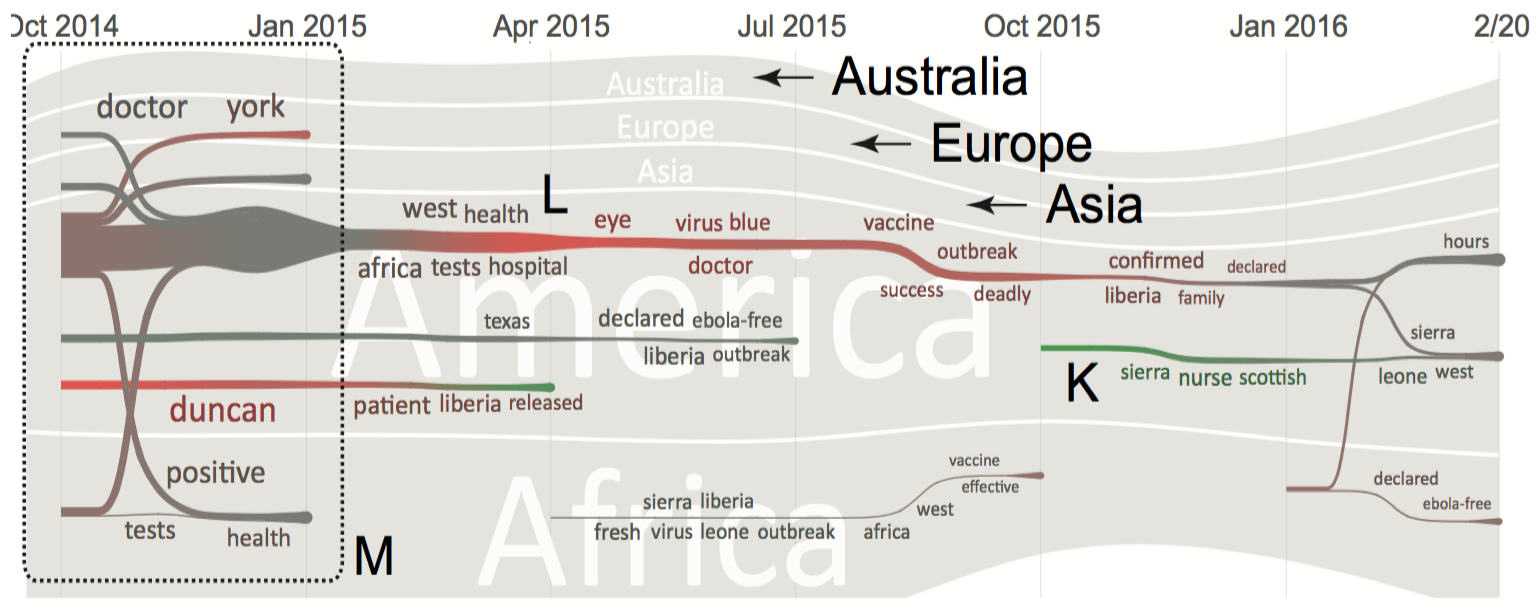 Oct 2014 Jan 2015 Apr 2015 Jul 2015 Oct 2015 Jan 2016 2/20
Australia Australia
doctor york
Europe Europe
Asia Asia
L
west health eye virus blue vaccine
outbreak hours
africa tests hospital doctor confirmed declared
success deadly liberia family
America
texas declared ebola-free sierra
liberia outbreak
K sierra nurse scottish leone west
duncan patient liberia released
positive vaccine declared
Africa
sierra liberia effective ebola-free
tests health fresh virus leone outbreak africa west
M